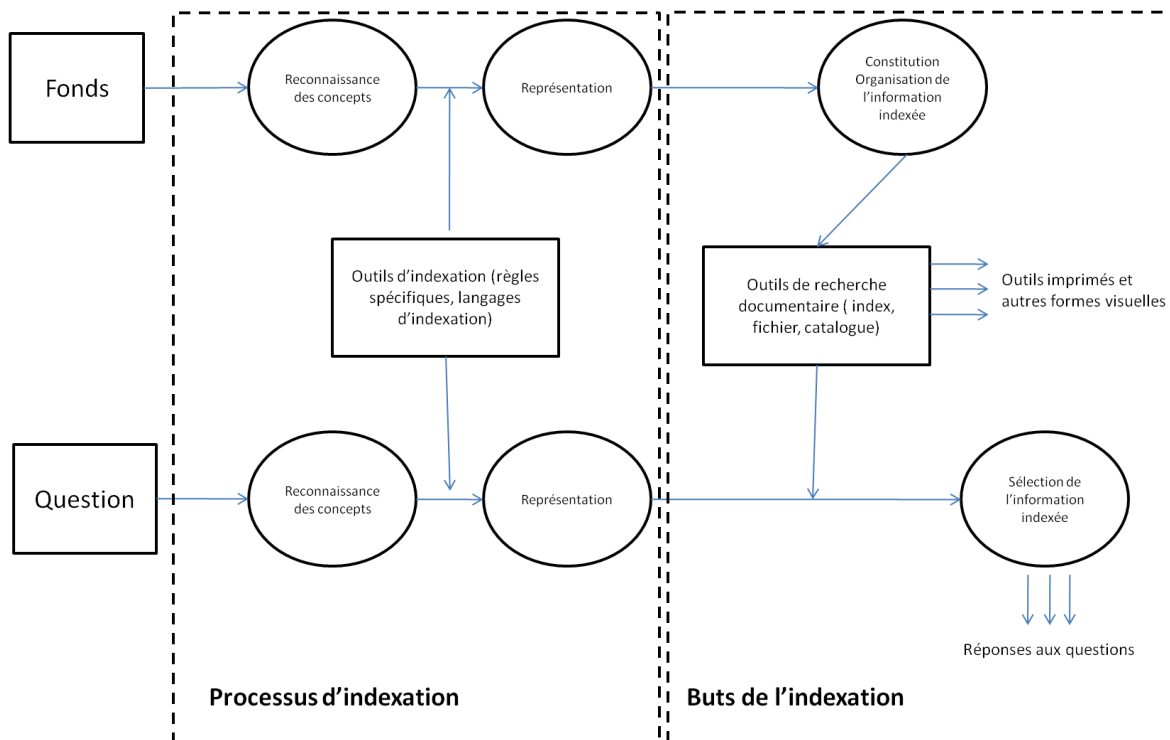 Fonds
Reconnaissance
des concepts
Représentation
Constitution
Organisation de
l'information
indexée
Outils d'indexation (règles
spécifiques, langages
d'indexation)
Outils de recherche
documentaire ( index,
fichier, catalogue)
Outils imprimés et
autres formes visuelles
Question
Reconnaissance
des concepts
Représentation
Sélection de
l'information
indexée
Réponses aux questions
Processus d'indexation
Buts de l'indexation